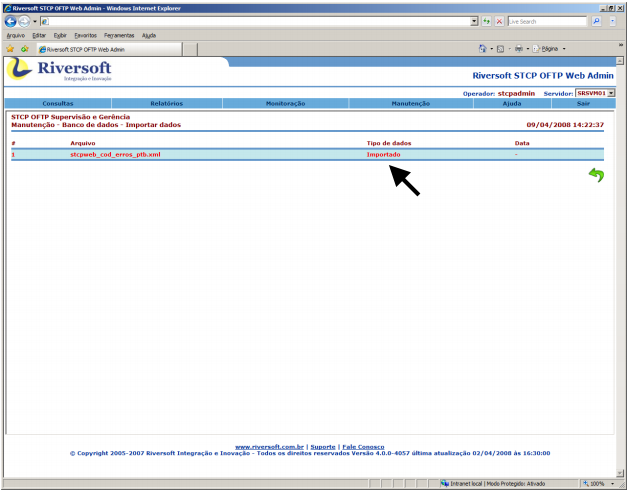 Riversoft STCP OFTP Web Admin - Windows Internet Explorer
Live Search
Arquivo Editar Exibir Favoritos Ferramentas Ajuda
Riversoft STCP OFTP Web Admin
Página
Riversoft
Integração e Inovação
Riversoft STCP OFTP Web Admin
Operador: stcpadmin Servidor: SRSVM01
Consultas Relatórios Monitoração Manutenção Ajuda Sair
STCP OFTP Supervisão e Gerência
Manutenção - Banco de dados - Importar dados 09/04/2008 14:22:37
# Arquivo Tipo de dados Data
1 stcpweb_cod_erros_ptb.xml Importado -
www.riversoft.com.br | Suporte | Fale Conosco
© Copyright 2005-2007 Riversoft Integração e Inovação - Todos os direitos reservados Versão 4.0.0-4057 última atualização 02/04/2008 às 16:30:00
Intranet local | Modo Protegido: Ativado 100%